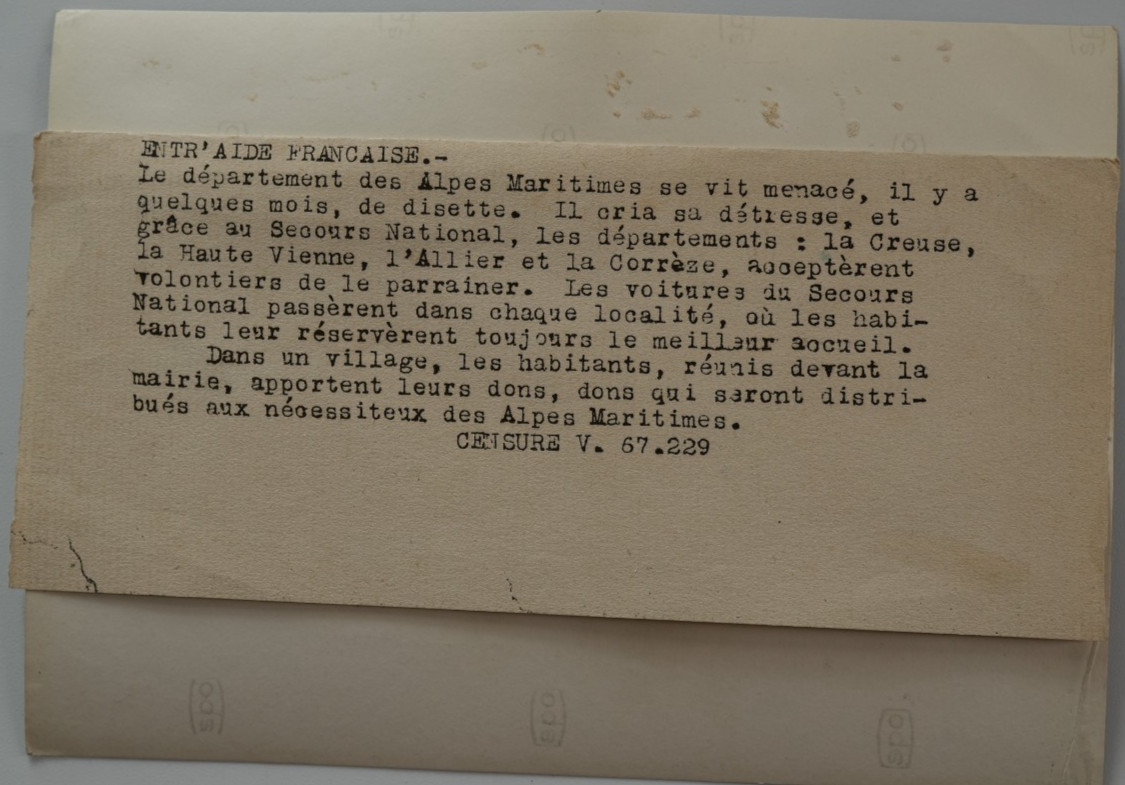 ENTR'AIDE FRANCAISE.-
Le département des Alpes Maritimes se vit menacé, il y a
quelques mois, de disette. Il cria sa détresse, et
grâce au Secours National, les départements : la Creuse,
la Haute Vienne, l'Allier et la Corrèze, acceptèrent
volontiers de le parrainer. Les voitures du Secours
National passèrent dans chaque localité, où les habi-
tants leur réservèrent toujours le meilleur accueil.
Dans un village, les habitants, réunis devant la
mairie, apportent leurs dons, dons qui seront distri-
bués aux nécessiteux des Alpes Maritimes.
CENSURE V. 67.229
spo spo spo